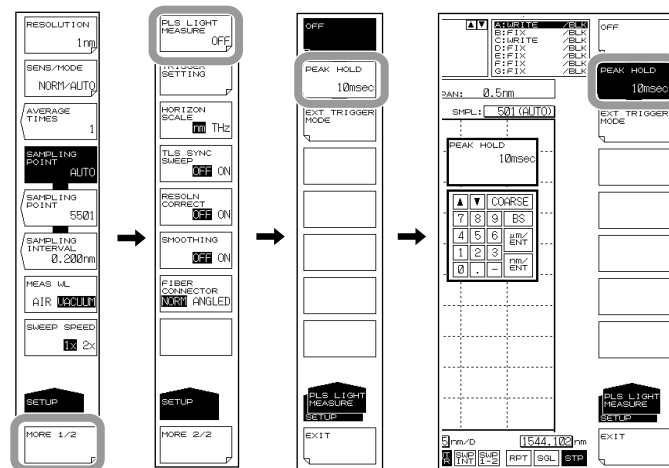 RESOLUTION
1nm
SENS/MODE
NORM/AUTO
AVERAGE
TIMES
1
SAMPLING
POINT
AUTO
SAMPLING
POINT
5501
SAMPLING
INTERVAL
0.200nm
MEAS WL
AIR VACUUM
SWEEP SPEED
1x 2x
SETUP
MORE 1/2
PLS LIGHT
MEASURE
OFF
TRIGGER
SETTING
HORIZON
SCALE
nm THz
TLS SYNC
SWEEP
OFF ON
RESOLN
CORRECT
OFF ON
SMOOTHING
OFF ON
FIBER
CONNECTOR
NORM ANGLED
SETUP
MORE 2/2
OFF
PEAK HOLD
10msec
EXT TRIGGER
MODE
PLS LIGHT
MEASURE
SETUP
EXIT
▲ ▼
A:WRITE /BLK
B:FIX /BLK
C:WRITE /BLK
D:FIX /BLK
E:FIX /BLK
F:FIX /BLK
G:FIX /BLK
PAN: 0.5nm
SMPL: 501(AUTO)
PEAK HOLD
10msec
▲ ▼ COARSE
7 8 9 BS
4 5 6 μm/ENT
1 2 3
0 . - nm/ENT
5nm/D 1544.102nm
SWP INT
SWP 1-2
RPT SGL STP
OFF
PEAK HOLD
10msec
EXT TRIGGER
MODE
PLS LIGHT
MEASURE
SETUP
EXIT